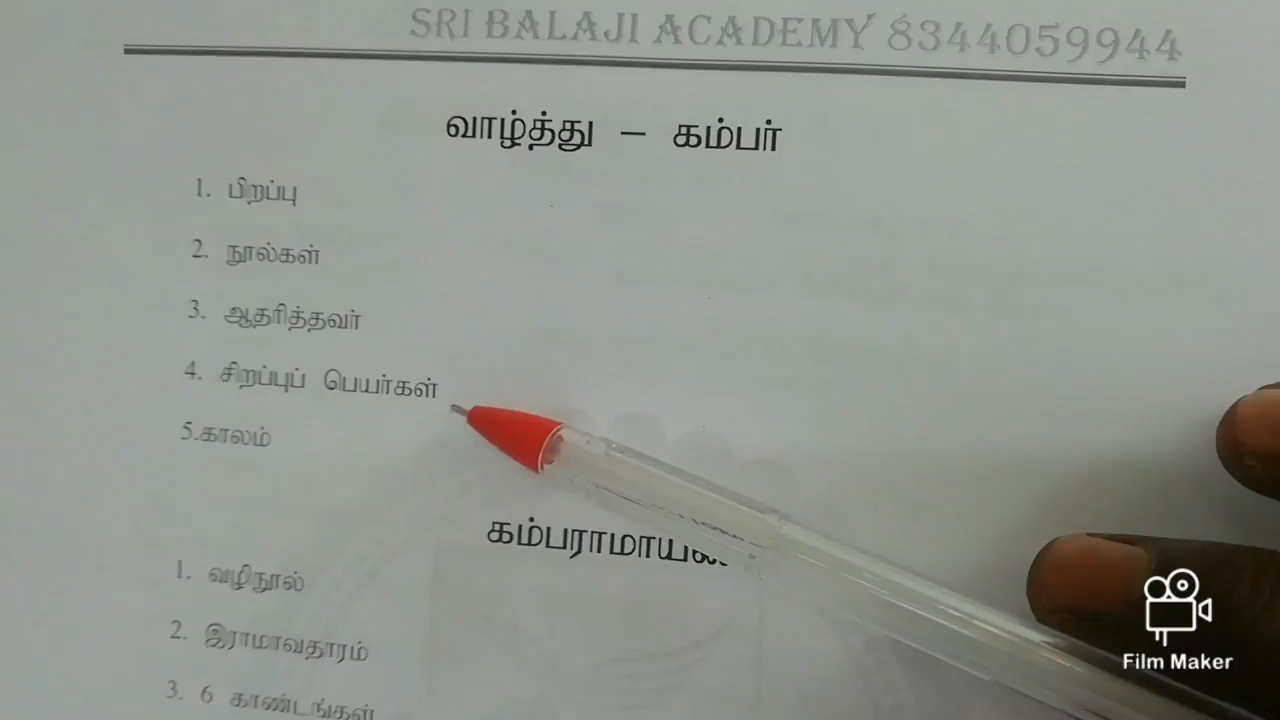 SRI BALAJI ACADEMY 8344059944
வாழ்த்து – கம்பர்
1. பிறப்பு
2. நூல்கள்
3. ஆதரித்தவர்
4. சிறப்புப் பெயர்கள்
5.காலம்
1. வழிநூல்
2. இராமாவதாரம்
3. 6 காண்டங்கள்
Film Maker